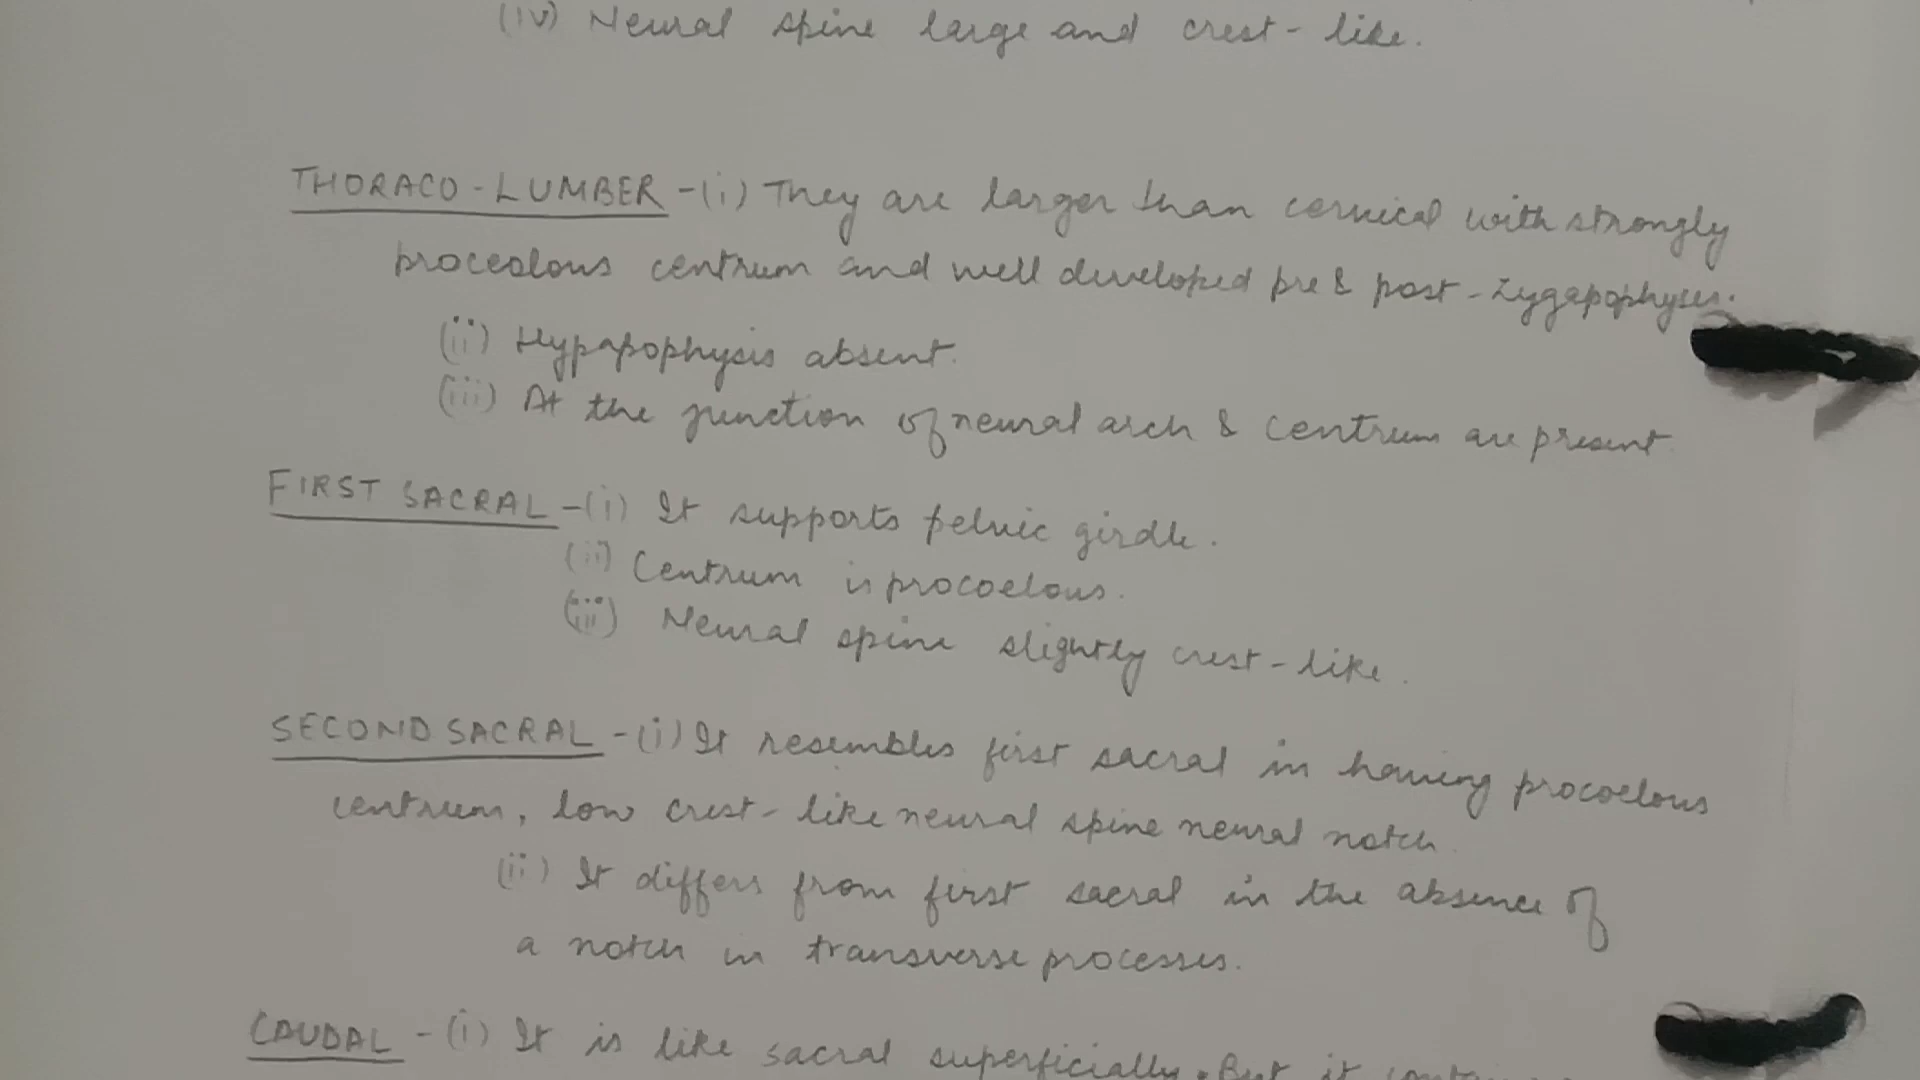 (iv) Neural spine large and crest-like.
THORACO-LUMBER -(i) They are larger than cervical with strongly
proceolous centrum and well developed pre & post-zygapophyses.
(ii) Hypapophysis absent.
(iii) At the junction of neural arch & centrum are present
FIRST SACRAL -(i) It supports pelvic girdle.
(ii) Centrum is procoelous.
(iii) Neural spine slightly crest-like.
SECOND SACRAL -(i) It resembles first sacral in having procoelous
centrum, low crest-like neural spine neural notch
(ii) It differs from first sacral in the absence of
a notch in transverse processes.
CAUDAL -(i) It is like sacral superficially. But it